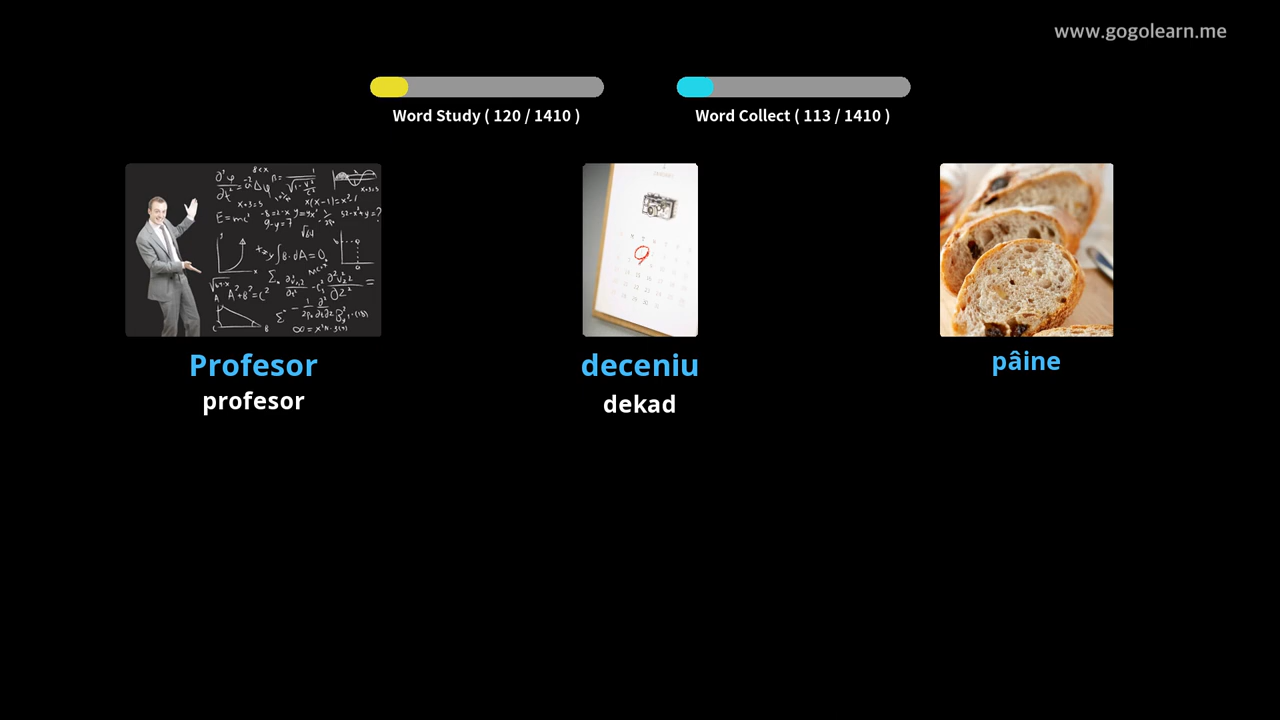 www.gogolearn.me
Word Study ( 120 / 1410 )
Word Collect ( 113 / 1410 )
Profesor
profesor
deceniu
dekad
pâine